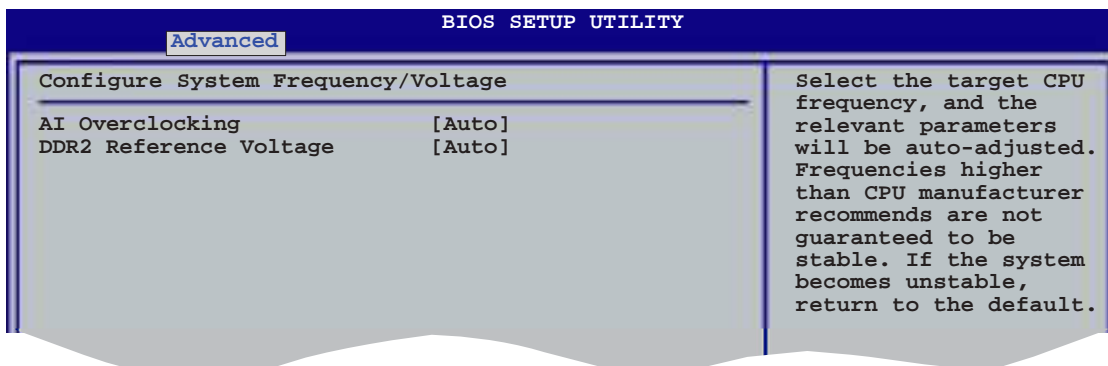 BIOS SETUP UTILITY
Advanced
Configure System Frequency/Voltage
AI Overclocking [Auto]
DDR2 Reference Voltage [Auto]
Select the target CPU
frequency, and the
relevant parameters
will be auto-adjusted.
Frequencies higher
than CPU manufacturer
recommends are not
guaranteed to be
stable. If the system
becomes unstable,
return to the default.